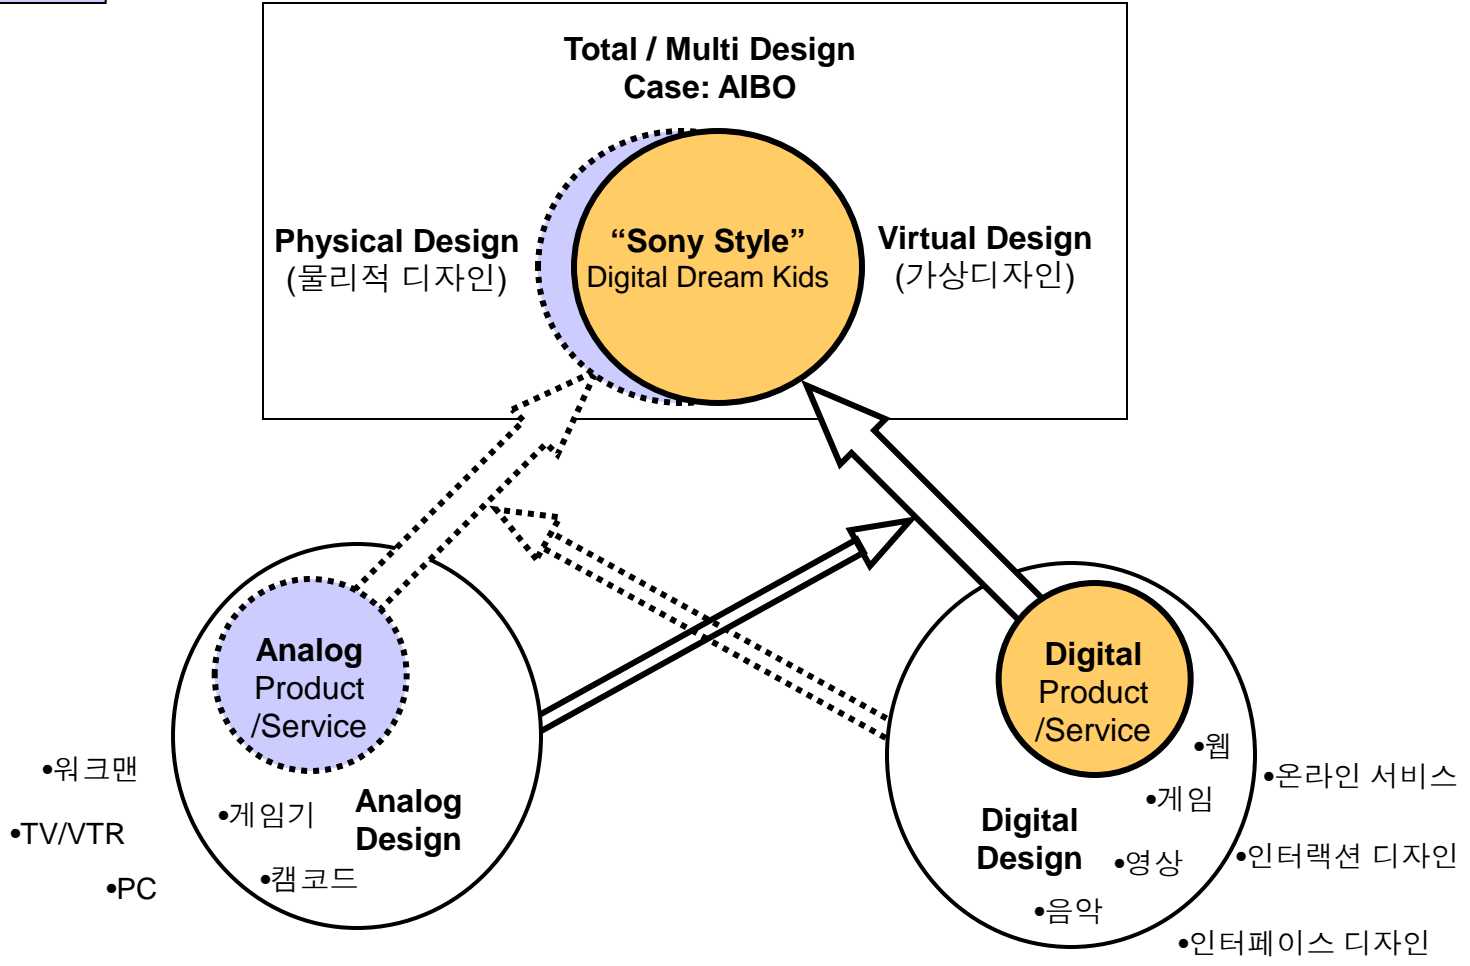 Total / Multi Design
Case: AIBO
Physical Design
(물리적 디자인)
“Sony Style”
Digital Dream Kids
Virtual Design
(가상디자인)
Analog
Product
/Service
•워크맨
•TV/VTR
•PC
•게임기
•캠코드
Analog
Design
Digital
Product
/Service
•웹
•게임
•영상
•음악
Digital
Design
•온라인 서비스
•인터랙션 디자인
•인터페이스 디자인